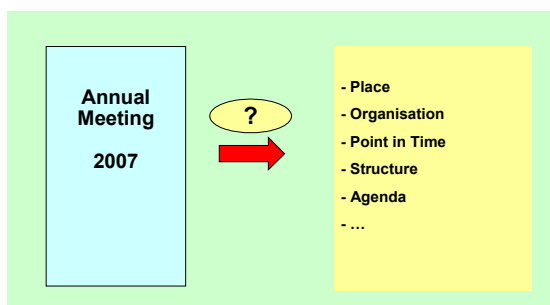 Annual
Meeting
2007
?
- Place
- Organisation
- Point in Time
- Structure
- Agenda
- ...